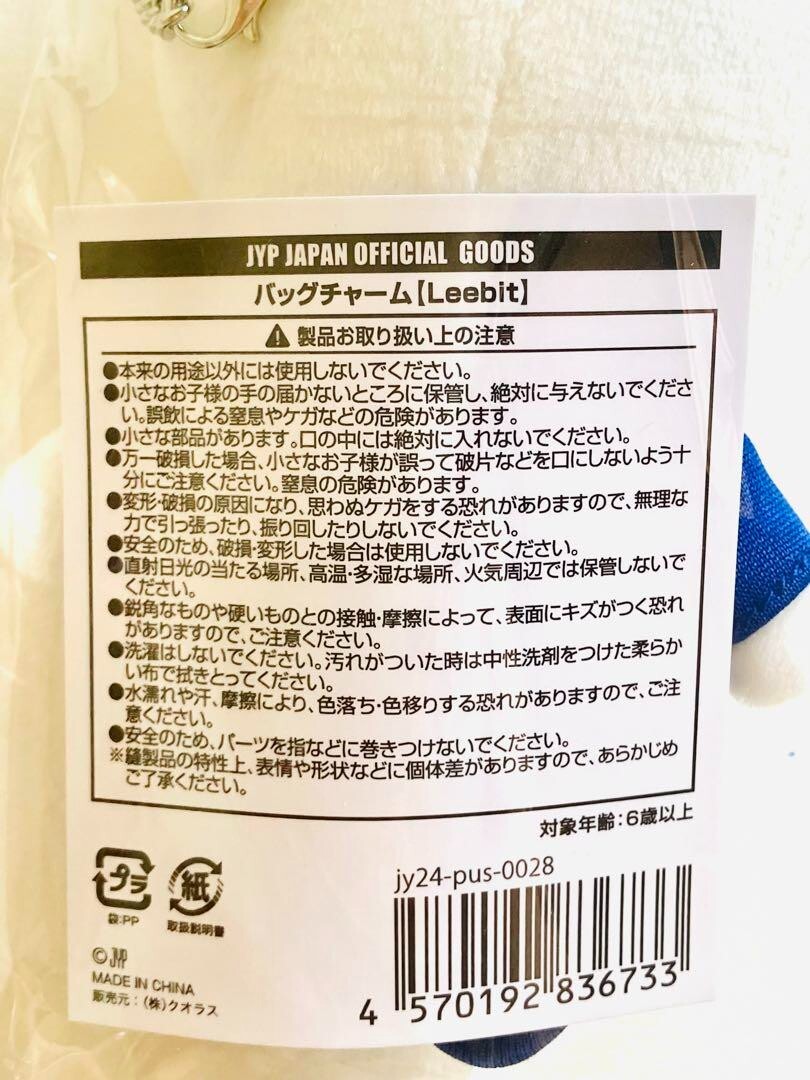 JYP JAPAN OFFICIAL GOODS
バッグチャーム【Leebit】
製品お取り扱い上の注意
●本来の用途以外には使用しないでください。
●小さなお子様の手の届かないところに保管し、絶対に与えないでくださ
い。誤飲による窒息やケガなどの危険があります。
●小さな部品があります。口の中には絶対に入れないでください。
●万一破損した場合、小さなお子様が誤って破片などを口にしないよう十
分にご注意ください。窒息の危険があります。
●変形・破損の原因になり、思わぬケガをする恐れがありますので、無理な
力で引っ張ったり、振り回したりしないでください。
●安全のため、破損・変形した場合は使用しないでください。
●直射日光の当たる場所、高温・多湿な場所、火気周辺では保管しないで
ください。
●鋭角なものや硬いものとの接触・摩擦によって、表面にキズがつく恐れ
がありますので、ご注意ください。
●洗濯はしないでください。汚れがついた時は中性洗剤をつけた柔らか
い布で拭きとってください。
●水濡れや汗、摩擦により、色落ち・色移りする恐れがありますので、ご注
意ください。
●安全のため、パーツを指などに巻きつけないでください。
※縫製品の特性上、表情や形状などに個体差がありますので、あらかじめ
ご了承ください。
対象年齢：6歳以上
プラ
袋:PP
紙
取扱説明書
jy24-pus-0028
©JYP
MADE IN CHINA
販売元：（株）クオラス
4 570192 836733